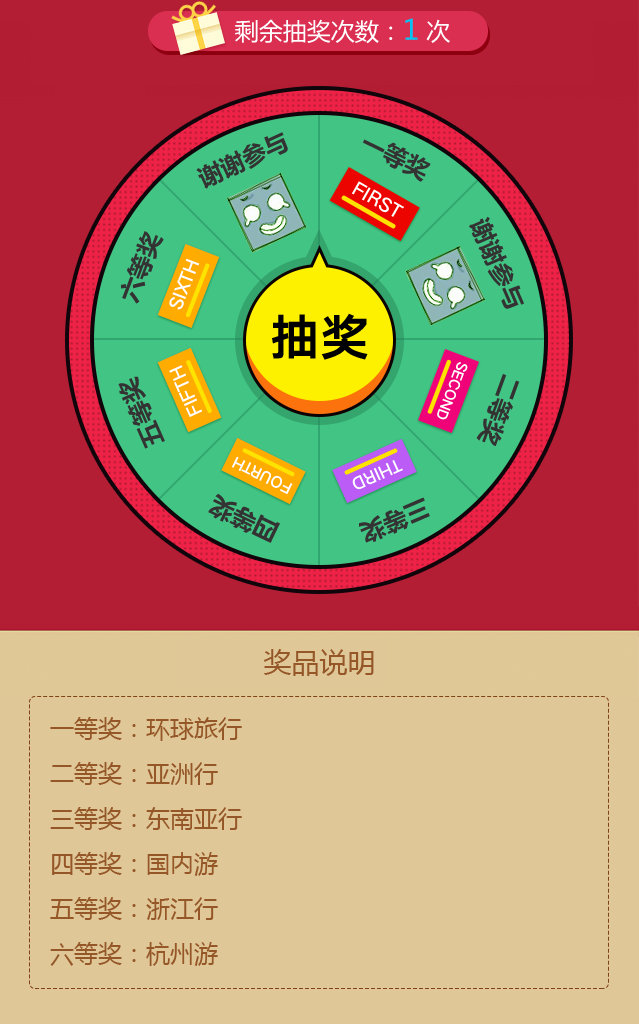 剩余抽奖次数：1 次
一等奖
FIRST
谢谢参与
二等奖
SECOND
三等奖
THIRD
四等奖
FOURTH
五等奖
FIFTH
六等奖
SIXTH
谢谢参与
抽奖
奖品说明
一等奖：环球旅行
二等奖：亚洲行
三等奖：东南亚行
四等奖：国内游
五等奖：浙江行
六等奖：杭州游